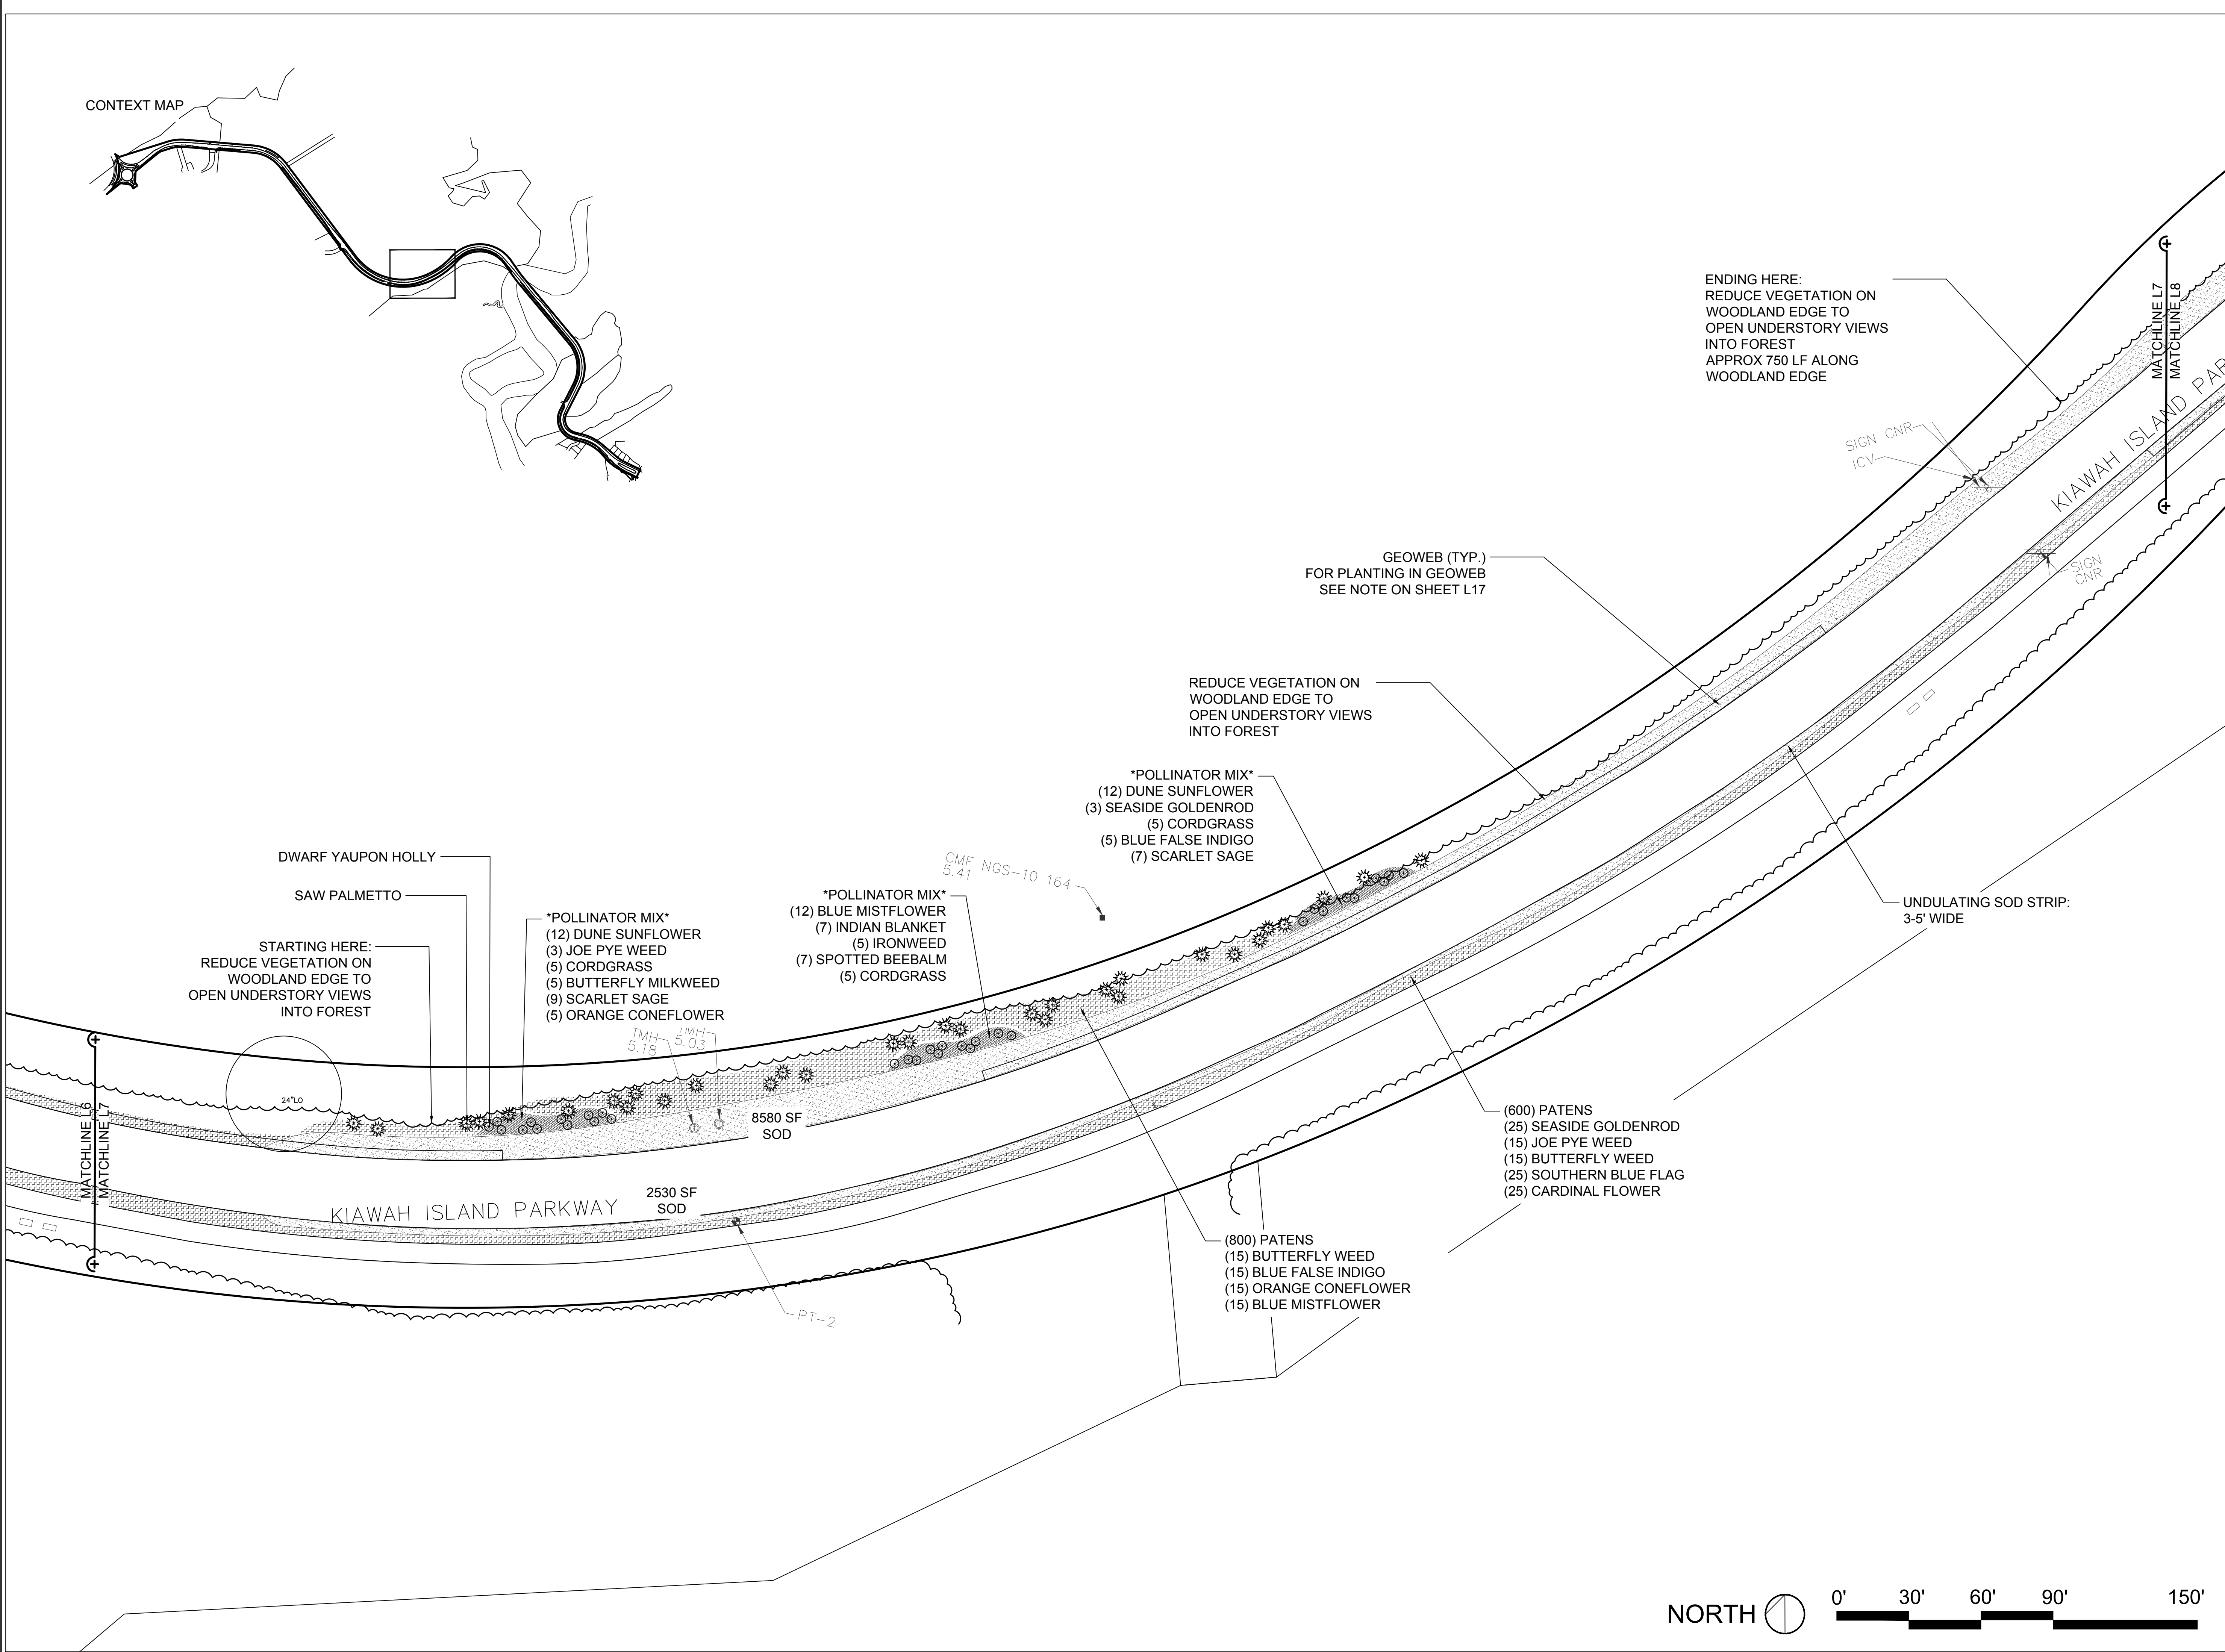 CONTEXT MAP
ENDING HERE:
REDUCE VEGETATION ON
WOODLAND EDGE TO
OPEN UNDERSTORY VIEWS
INTO FOREST
APPROX 750 LF ALONG
WOODLAND EDGE
MATCHLINE L7
MATCHLINE L8
KIAWAH ISLAND PAR
SIGN CNR
ICV
SIGN
CNR
GEOWEB (TYP.)
FOR PLANTING IN GEOWEB
SEE NOTE ON SHEET L17
REDUCE VEGETATION ON
WOODLAND EDGE TO
OPEN UNDERSTORY VIEWS
INTO FOREST
*POLLINATOR MIX*
(12) DUNE SUNFLOWER
(3) SEASIDE GOLDENROD
(5) CORDGRASS
(5) BLUE FALSE INDIGO
(7) SCARLET SAGE
CMF NGS-10 164
5.41
DWARF YAUPON HOLLY
SAW PALMETTO
STARTING HERE:
REDUCE VEGETATION ON
WOODLAND EDGE TO
OPEN UNDERSTORY VIEWS
INTO FOREST
*POLLINATOR MIX*
(12) DUNE SUNFLOWER
(3) JOE PYE WEED
(5) CORDGRASS
(5) BUTTERFLY MILKWEED
(9) SCARLET SAGE
(5) ORANGE CONEFLOWER
*POLLINATOR MIX*
(12) BLUE MISTFLOWER
(7) INDIAN BLANKET
(5) IRONWEED
(7) SPOTTED BEEBALM
(5) CORDGRASS
UNDULATING SOD STRIP:
3-5' WIDE
TMH
5.18
TMH
5.03
24"LO
MATCHLINE L6
MATCHLINE L7
8580 SF
SOD
KIAWAH ISLAND PARKWAY
2530 SF
SOD
PT-2
(600) PATENS
(25) SEASIDE GOLDENROD
(15) JOE PYE WEED
(15) BUTTERFLY WEED
(25) SOUTHERN BLUE FLAG
(25) CARDINAL FLOWER
(800) PATENS
(15) BUTTERFLY WEED
(15) BLUE FALSE INDIGO
(15) ORANGE CONEFLOWER
(15) BLUE MISTFLOWER
NORTH
0' 30' 60' 90' 150'